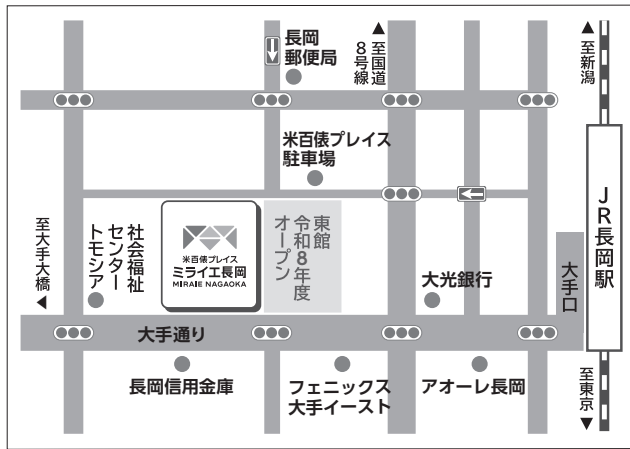 長岡
郵便局
▲至国道
8号線
▲至新潟
米百俵プレイス
駐車場
JR長岡駅
大手口
至大手大橋▲
社会福祉
センター
トモシア
米百俵プレイス
ミライエ長岡
MIRAIE NAGAOKA
東館
令和8年度
オープン
大光銀行
大手通り
長岡信用金庫
フェニックス
大手イースト
アオーレ長岡
至東京▼